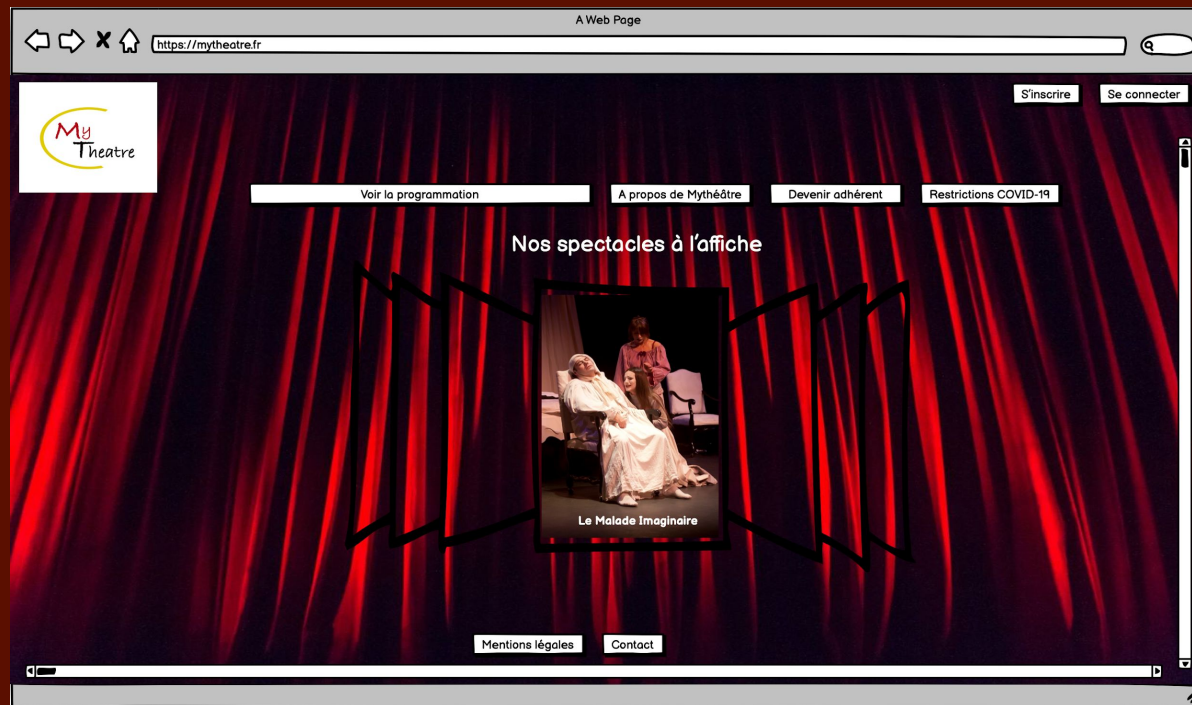 A Web Page
https://mytheatre.fr
S'inscrire
Se connecter
My
Theatre
Voir la programmation
A propos de Mythéâtre
Devenir adhérent
Restrictions COVID-19
Nos spectacles à l'affiche
Le Malade Imaginaire
Mentions légales
Contact